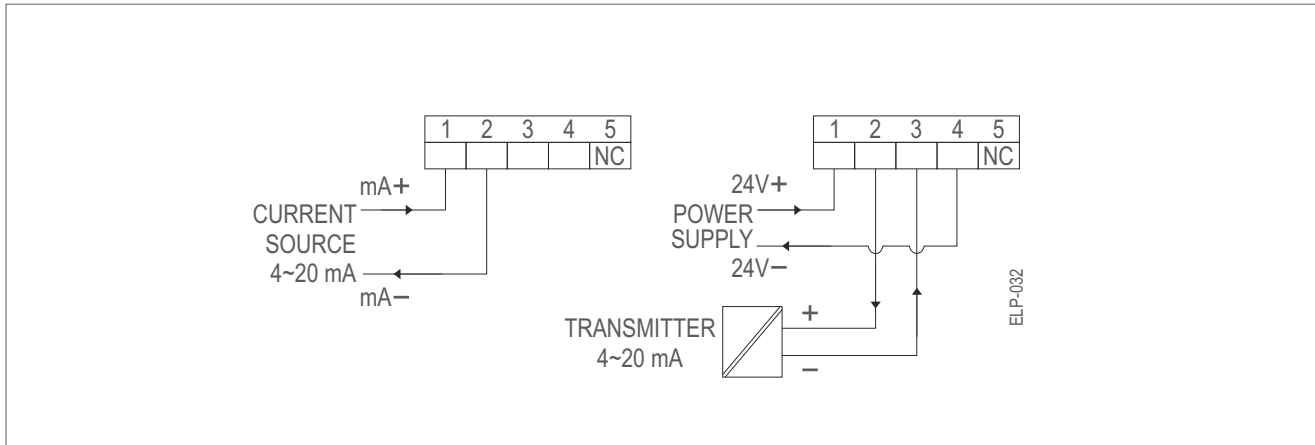 1 2 3 4 5
NC
mA+
CURRENT
SOURCE
4~20 mA
mA−
1 2 3 4 5
NC
24V+
POWER
SUPPLY
24V−
TRANSMITTER
4~20 mA
+
−
ELP-032